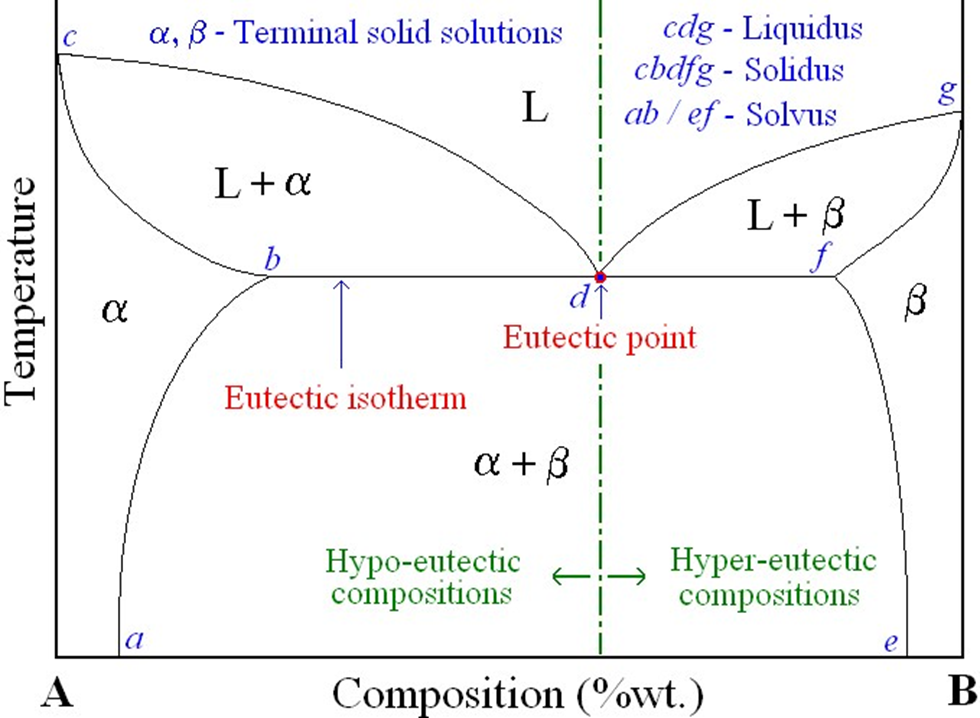 c
α, β - Terminal solid solutions
cdg - Liquidus
cbdfg - Solidus
ab / ef - Solvus
g
L
L + α
L + β
b
f
d
α
β
Eutectic point
Eutectic isotherm
α + β
Hypo-eutectic
compositions
Hyper-eutectic
compositions
a
e
Temperature
A
Composition (%wt.)
B